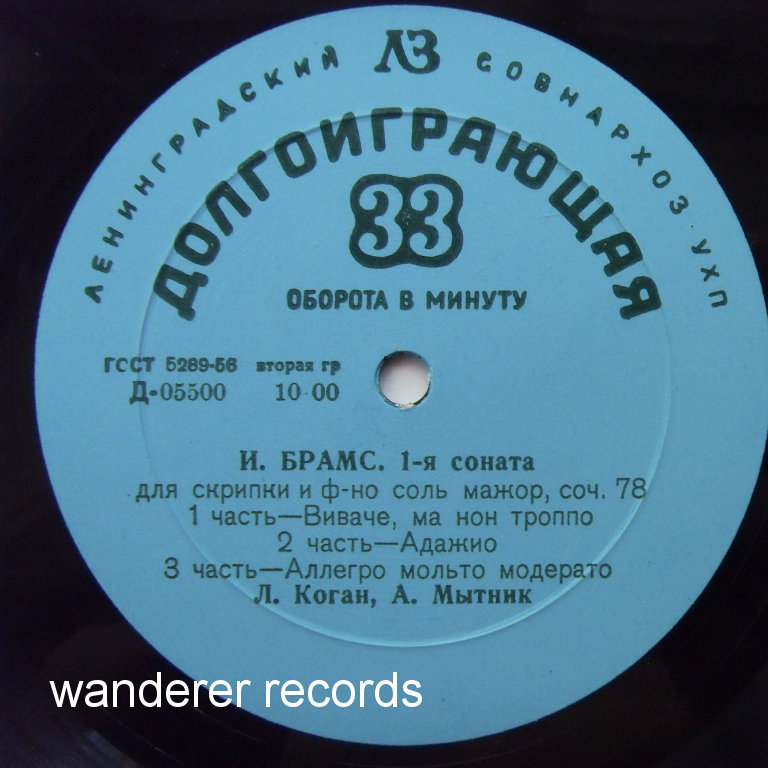 ЛЕНИНГРАДСКИЙ ЛЗ СОВНАРХОЗ УХП
ДОЛГОИГРАЮЩАЯ
33
ОБОРОТА В МИНУТУ
ГОСТ 5289-56 вторая гр
Д-05500 10-00
И. БРАМС. 1-я соната
для скрипки и ф-но соль мажор, соч. 78
1 часть—Виваче, ма нон троппо
2 часть—Адажио
3 часть—Аллегро мольто модерато
Л. Коган, А. Мытник
wanderer records